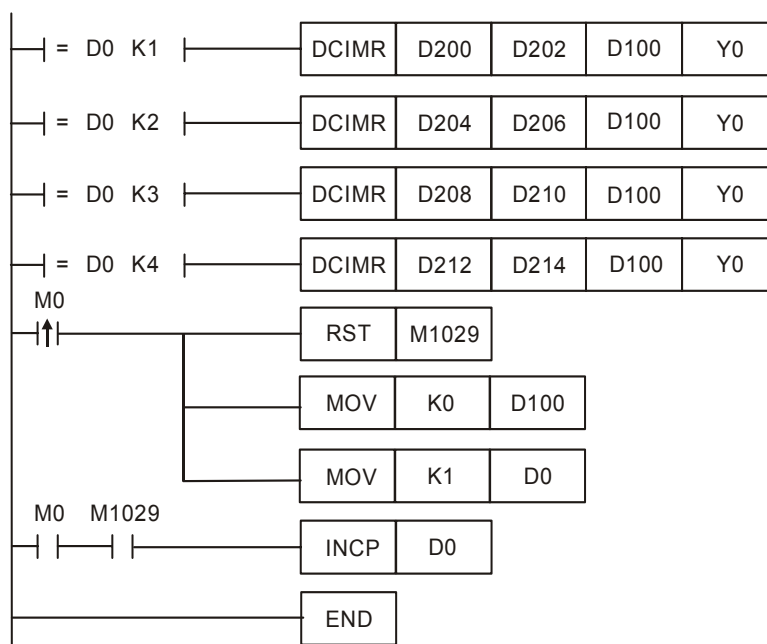 = D0 K1 DCIMR D200 D202 D100 Y0
= D0 K2 DCIMR D204 D206 D100 Y0
= D0 K3 DCIMR D208 D210 D100 Y0
= D0 K4 DCIMR D212 D214 D100 Y0
M0
RST M1029
MOV K0 D100
MOV K1 D0
M0 M1029
INCP D0
END